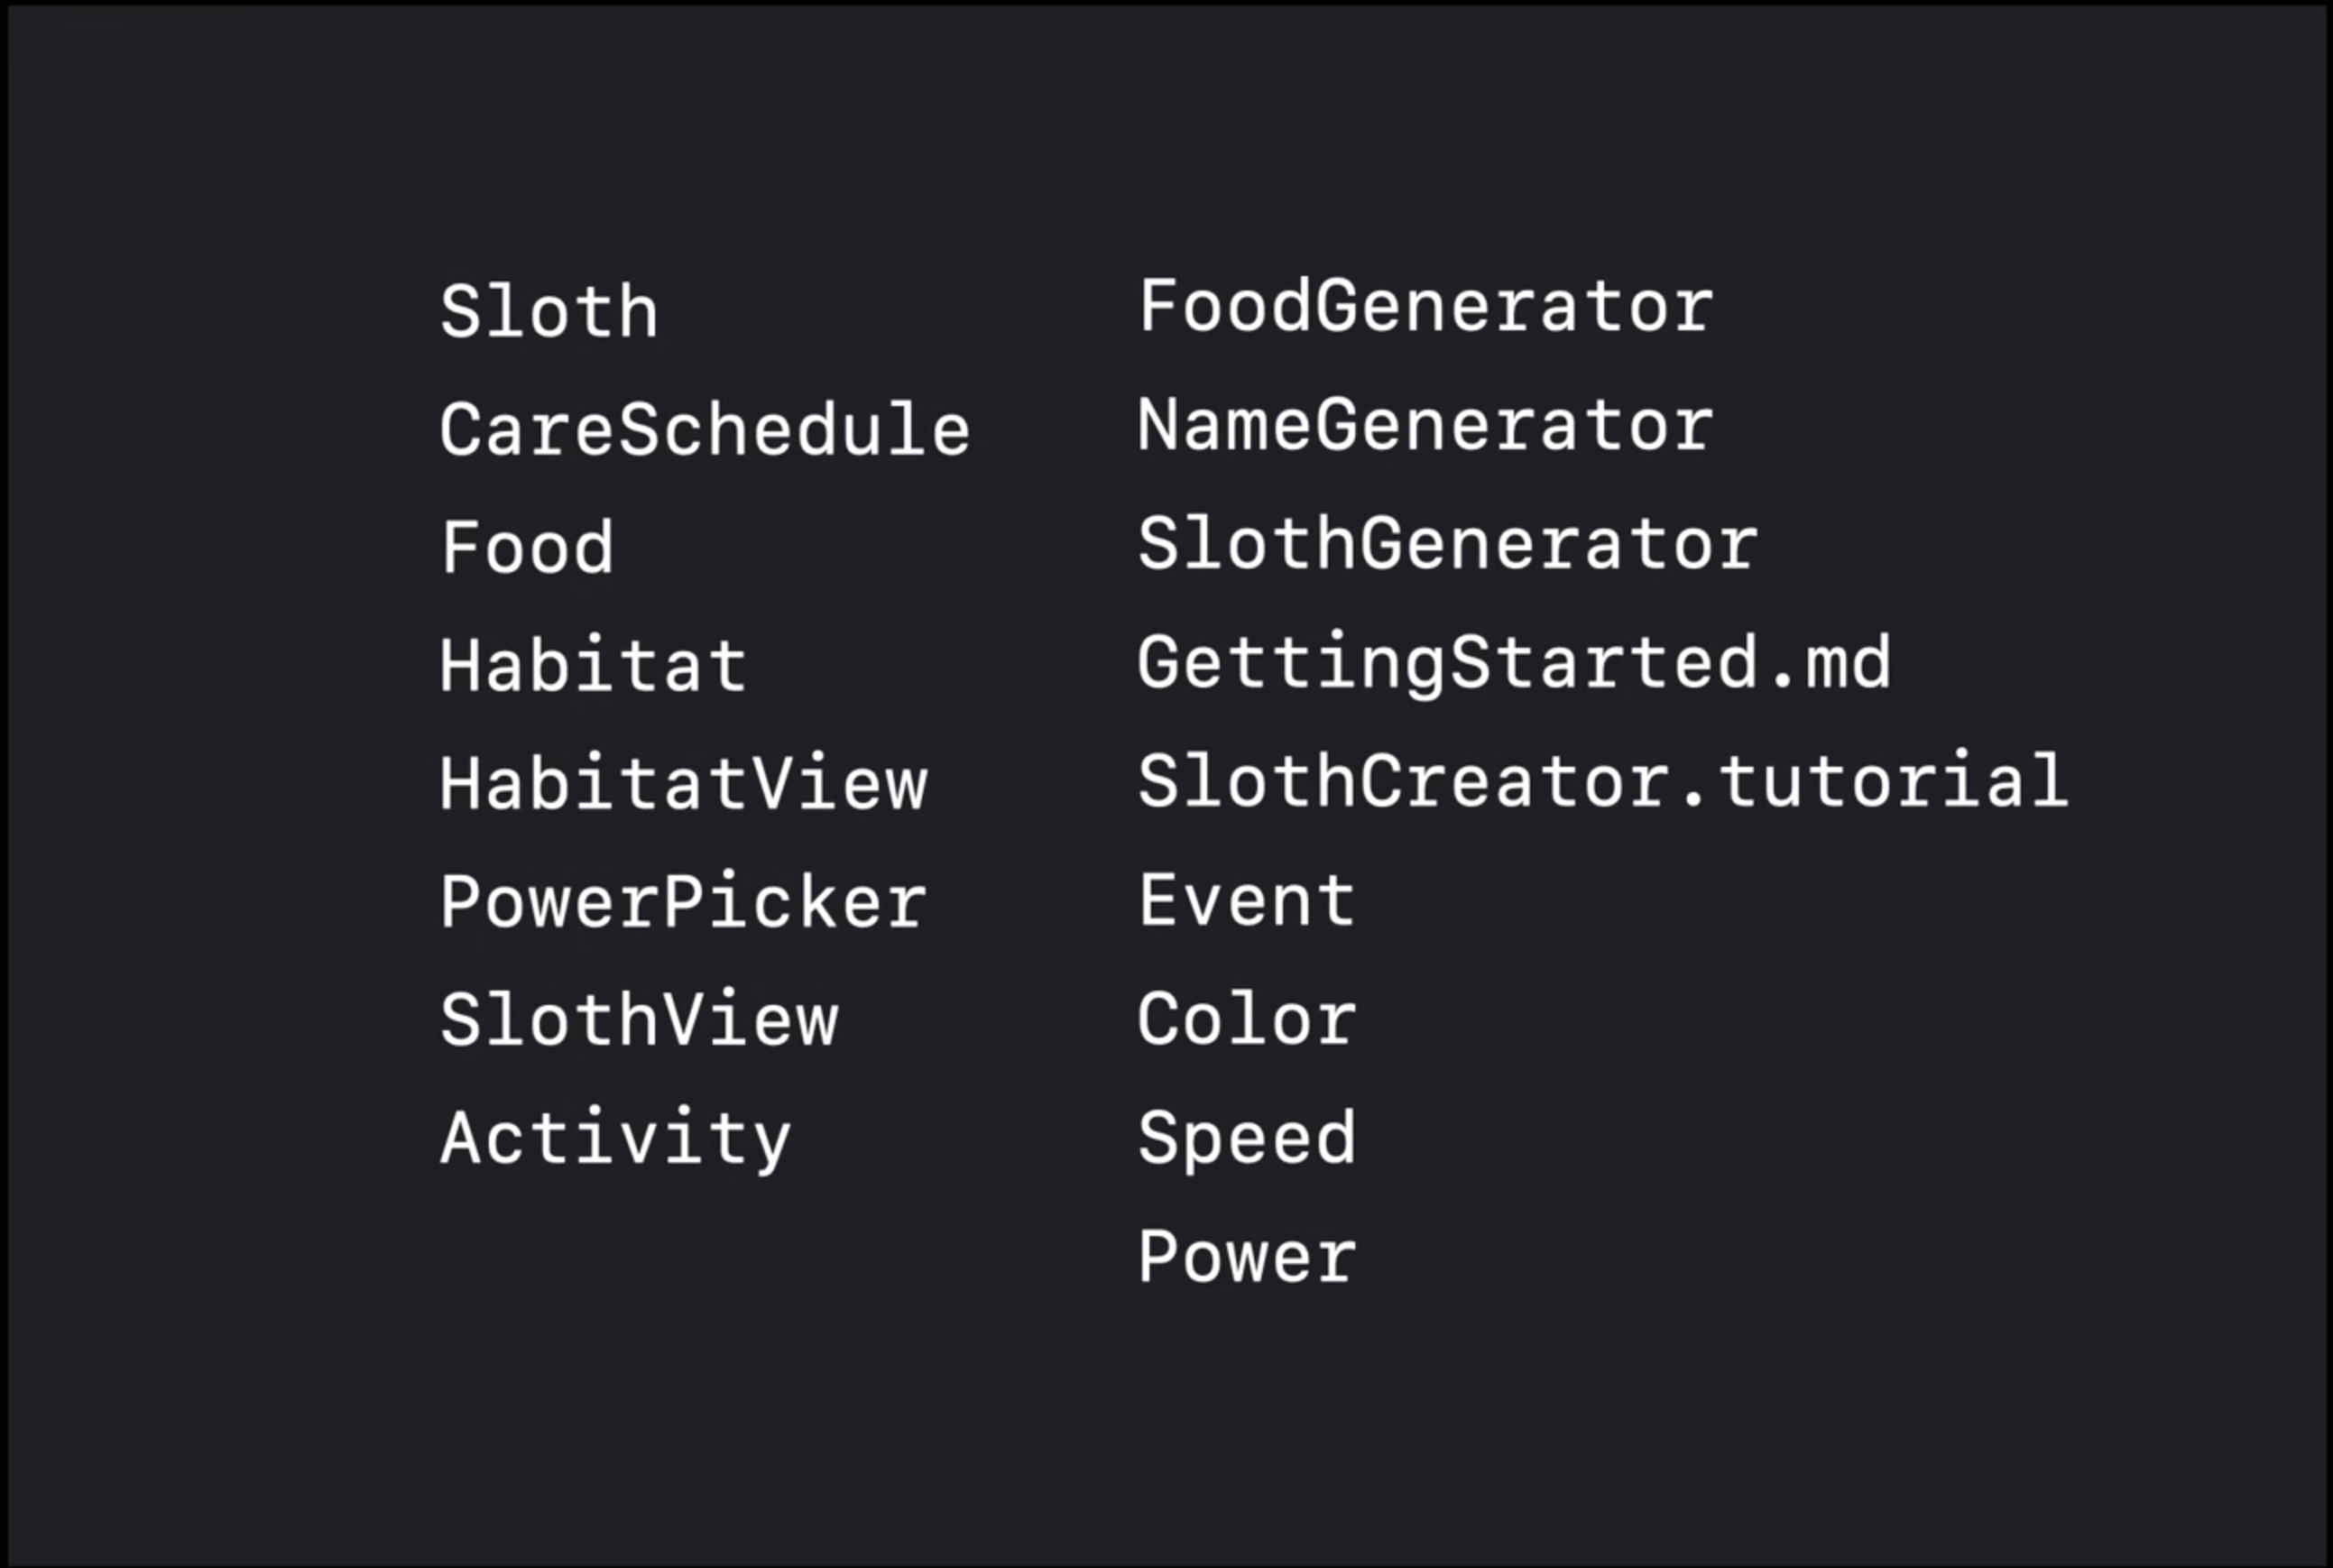 Sloth
CareSchedule
Food
Habitat
HabitatView
PowerPicker
SlothView
Activity
FoodGenerator
NameGenerator
SlothGenerator
GettingStarted.md
SlothCreator.tutorial
Event
Color
Speed
Power